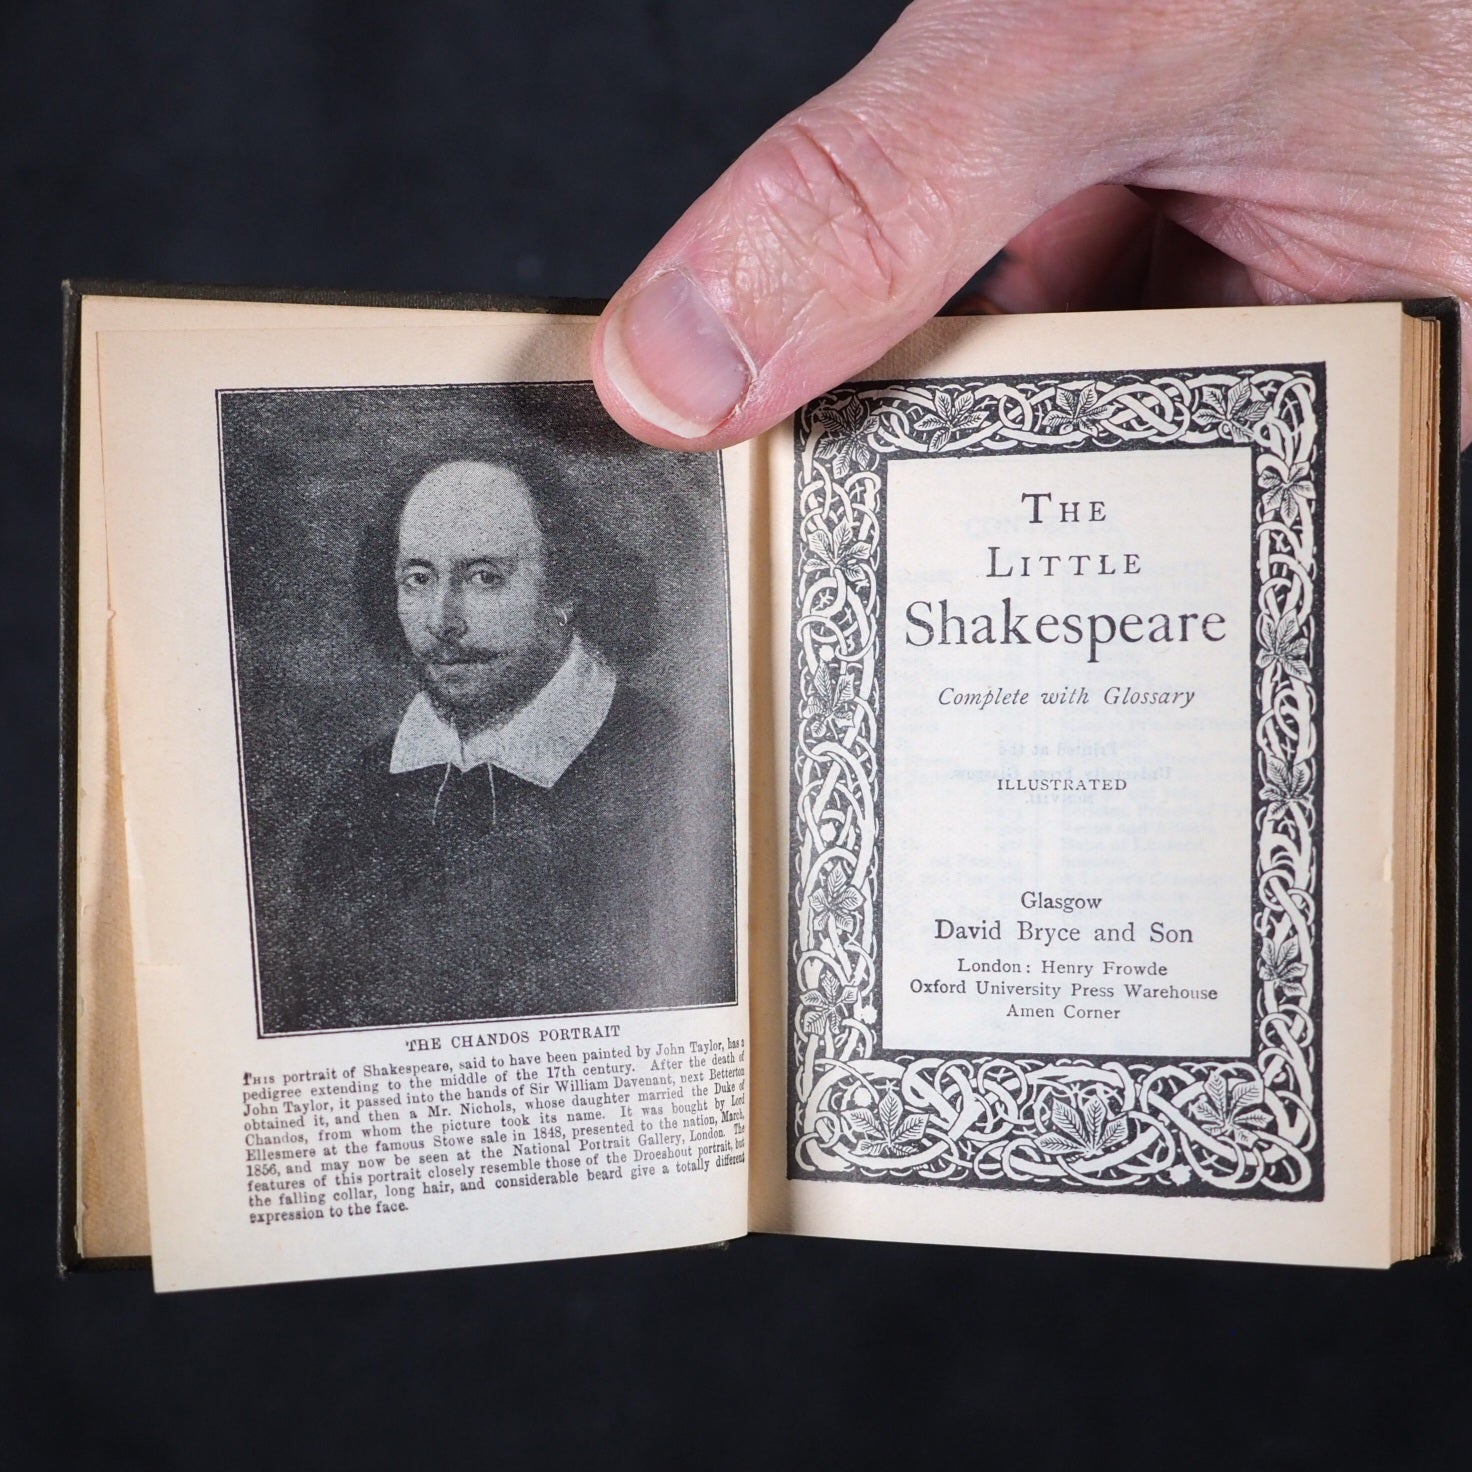 THE CHANDOS PORTRAIT
THIS portrait of Shakespeare, said to have been painted by John Taylor, has a
pedigree extending to the middle of the 17th century. After the death of
John Taylor, it passed into the hands of Sir William Davenant, next Betterton
obtained it, and then a Mr. Nichols, whose daughter married the Duke of
Chandos, from whom the picture took its name. It was bought by Lord
Ellesmere at the famous Stowe sale in 1848, presented to the nation, March,
1856, and may now be seen at the National Portrait Gallery, London. The
features of this portrait closely resemble those of the Droeshout portrait, but
the falling collar, long hair, and considerable beard give a totally different
expression to the face.
THE
LITTLE
Shakespeare
Complete with Glossary
ILLUSTRATED
Glasgow
David Bryce and Son
London: Henry Frowde
Oxford University Press Warehouse
Amen Corner